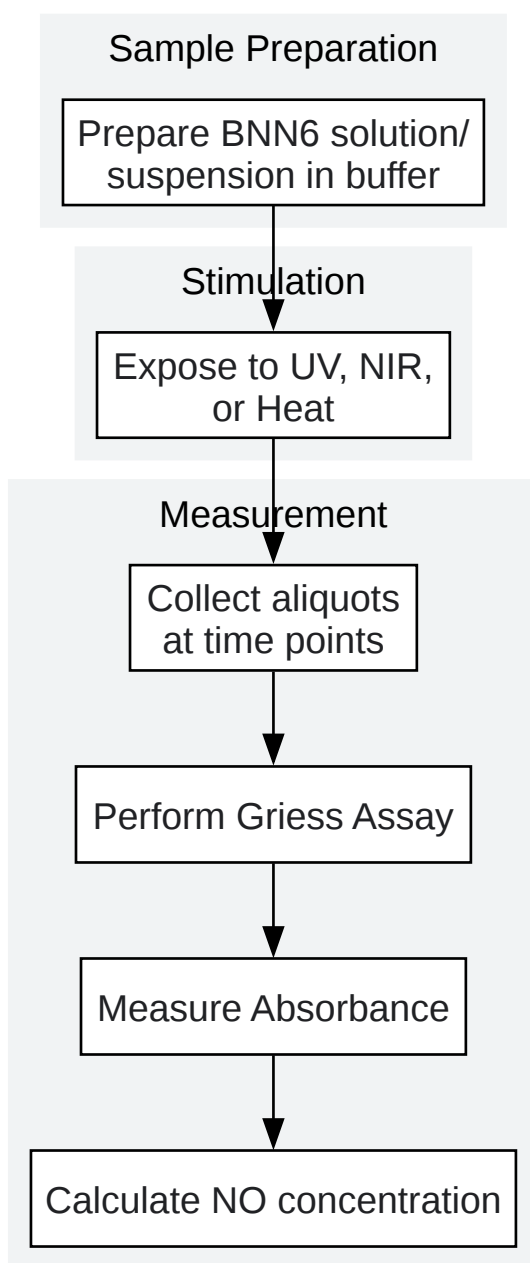 Sample Preparation
Prepare BNN6 solution/
suspension in buffer
Stimulation
Expose to UV, NIR,
or Heat
Measurement
Collect aliquots
at time points
Perform Griess Assay
Measure Absorbance
Calculate NO concentration